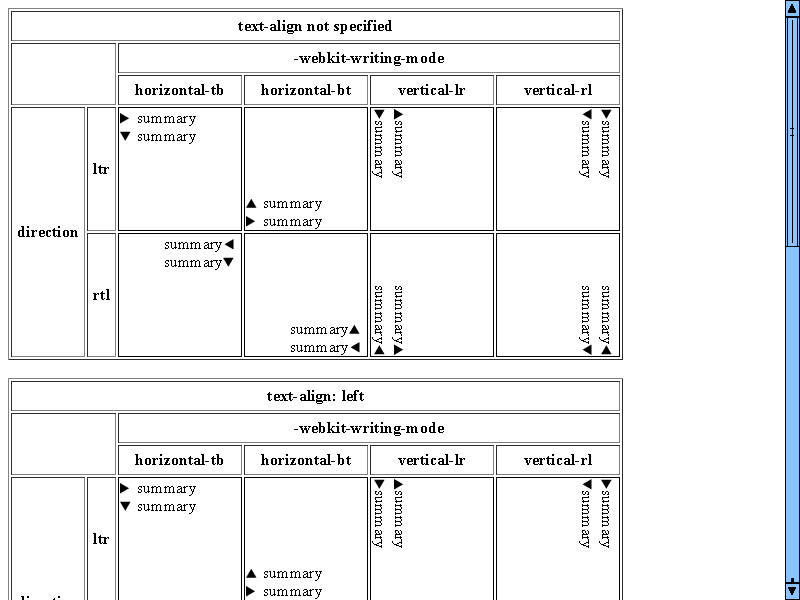 text-align not specified
-webkit-writing-mode
horizontal-tb horizontal-bt vertical-lr vertical-rl
direction
ltr
▶ summary
▼ summary
▲ summary
▶ summary
▼ summary
▶ summary
◀ summary
▼ summary
rtl
summary◀
summary▼
summary▲
summary◀
summary▲
summary▶
summary◀
summary▲
text-align: left
-webkit-writing-mode
horizontal-tb horizontal-bt vertical-lr vertical-rl
ltr
▶ summary
▼ summary
▲ summary
▶ summary
▼ summary
▶ summary
◀ summary
▼ summary